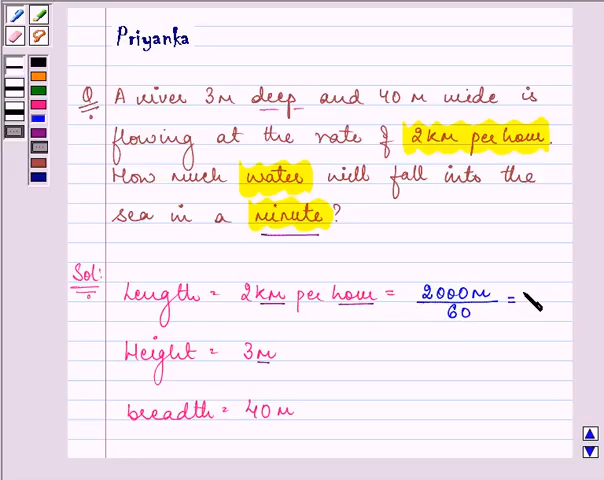 Priyanka
Q A river 3m deep and 40 m wide is
flowing at the rate of 2km per hour.
How much water will fall into the
sea in a minute?
Sol:
Length = 2km per hour = 2000m / 60 =
Height = 3m
breadth = 40m